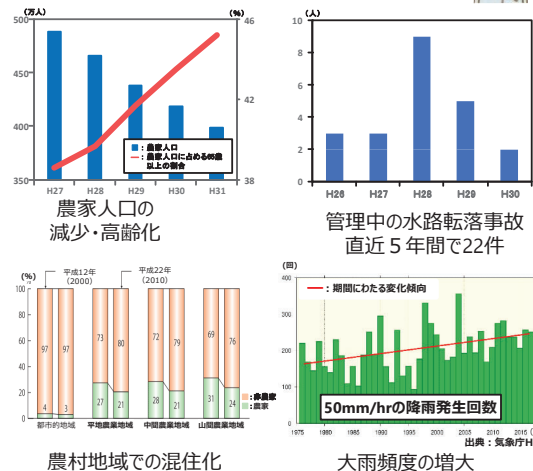 (万人)
(%)
500
450
400
350
46
42
38
■：農家人口
：農家人口に占める65歳
以上の割合
H27 H28 H29 H30 H31
農家人口の
減少・高齢化
(人)
10
8
6
4
2
0
H26 H27 H28 H29 H30
管理中の水路転落事故
直近５年間で22件
(%)
平成12年
(2000)
平成22年
(2010)
100
80
60
40
20
0
97 97 73 80 72 79 69 76
4 3 27 21 28 21 31 24
：非農家
：農家
都市的地域 平地農業地域 中間農業地域 山間農業地域
農村地域での混住化
(回)
400
300
200
100
0
：期間にわたる変化傾向
50mm/hrの降雨発生回数
1975 1980 1985 1990 1995 2000 2005 2010 2015
出典：気象庁H
大雨頻度の増大